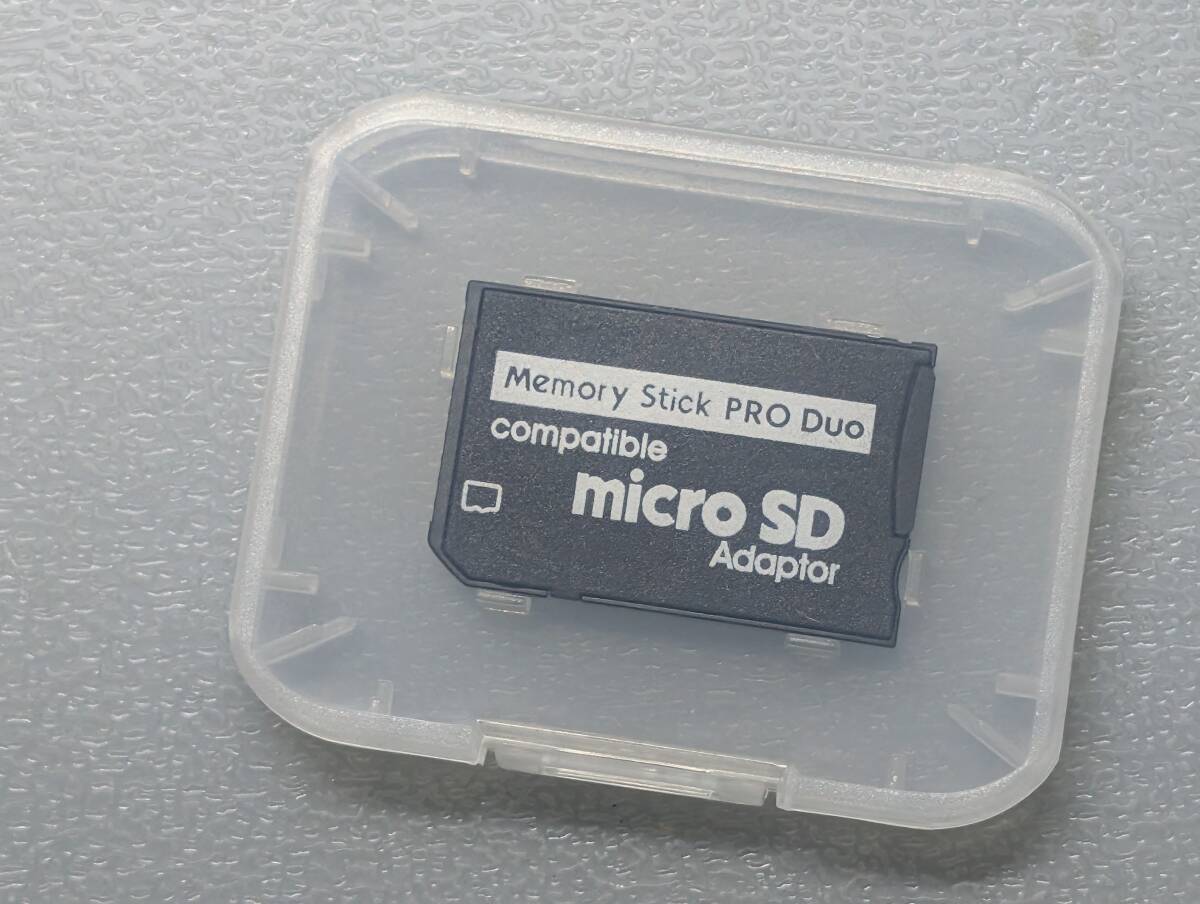 Memory Stick PRO Duo
compatible
micro SD
Adaptor